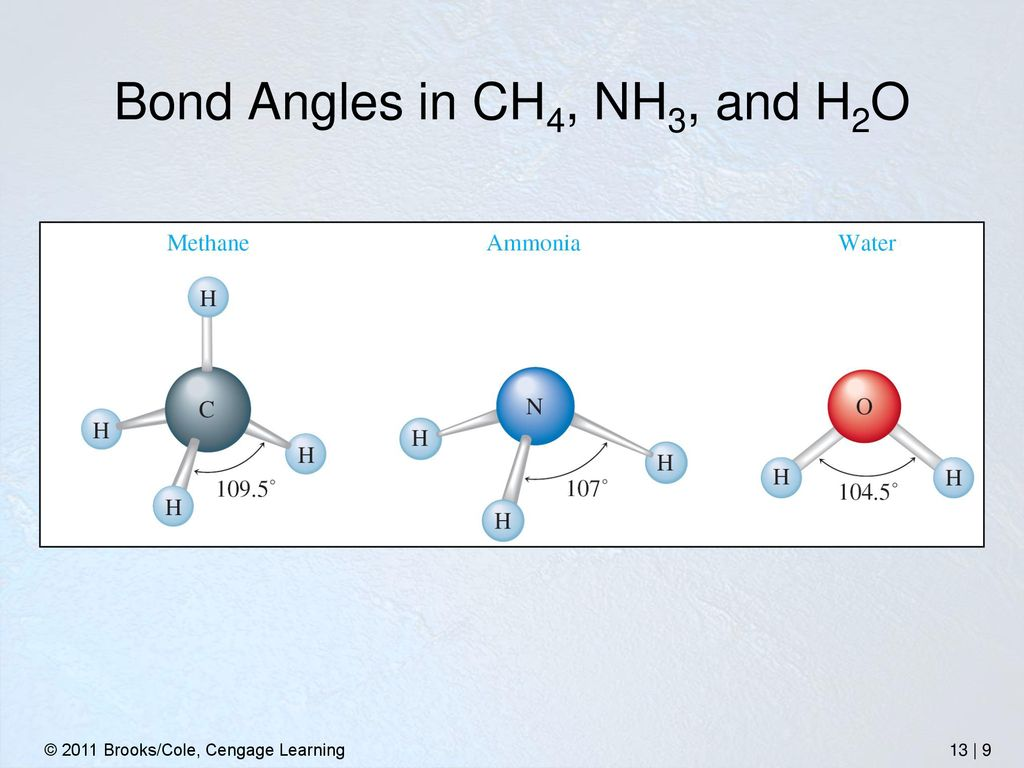 Bond Angles in CH₄, NH₃, and H₂O
Methane Ammonia Water
H
C
H
H
109.5°
H
N
H
H
107°
H
O
H
H
104.5°
© 2011 Brooks/Cole, Cengage Learning 13 | 9